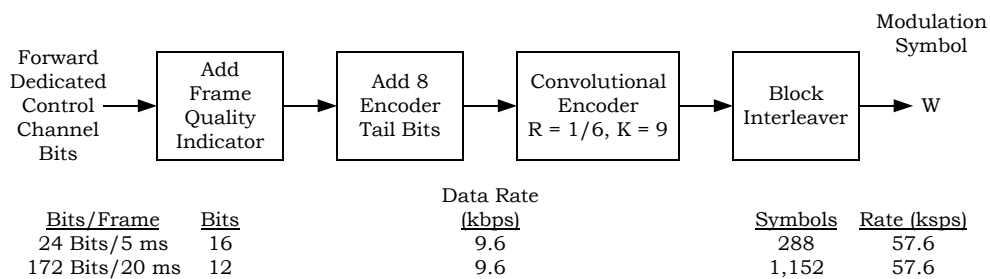 Modulation
Symbol
Forward
Dedicated
Control
Channel
Bits
Add
Frame
Quality
Indicator
Add 8
Encoder
Tail Bits
Convolutional
Encoder
R = 1/6, K = 9
Block
Interleaver
W
Data Rate
Bits/Frame Bits (kbps) Symbols Rate (ksps)
24 Bits/5 ms 16 9.6 288 57.6
172 Bits/20 ms 12 9.6 1,152 57.6